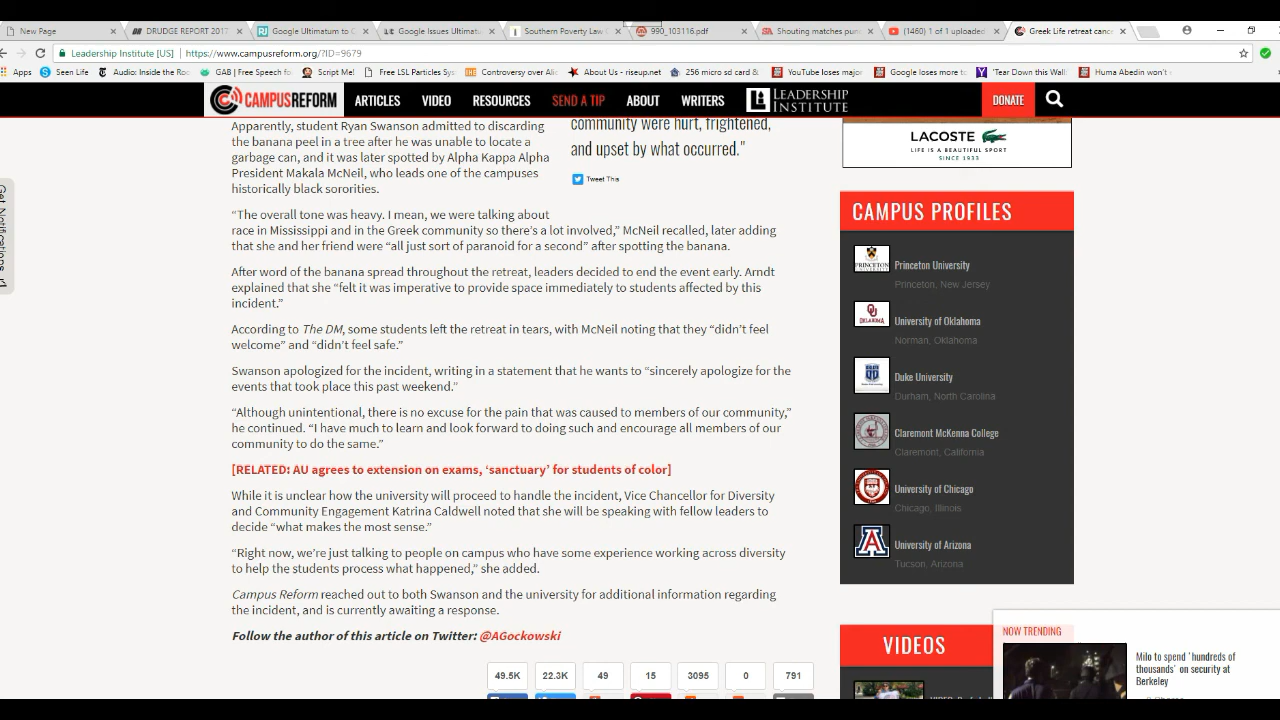 New Page
DRUDGE REPORT 2017
Google Ultimatum to C
Google Issues Ultimatum
Southern Poverty Law
990_103116.pdf
Shouting matches pun
(1460) 1 of 1 uploaded
Greek Life retreat canc
Leadership Institute [US] https://www.campusreform.org/?ID=9679
Apps
Seen Life
Audio: Inside the Roo
GAB | Free Speech fo
Script Me!
Free LSL Particle Sys
Controversy over Alic
About Us - riseup.net
256 micro sd card &
YouTube loses major
Google loses more to
'Tear Down this Wall
Huma Abedin won't
CAMPUSREFORM
ARTICLES VIDEO RESOURCES SEND A TIP ABOUT WRITERS
LEADERSHIP
INSTITUTE
DONATE
Apparently, student Ryan Swanson admitted to discarding
the banana peel in a tree after he was unable to locate a
garbage can, and it was later spotted by Alpha Kappa Alpha
President Makala McNeil, who leads one of the campuses
historically black sororities.
community were hurt, frightened,
and upset by what occurred."
Tweet This
“The overall tone was heavy. I mean, we were talking about
race in Mississippi and in the Greek community so there’s a lot involved,” McNeil recalled, later adding
that she and her friend were “all just sort of paranoid for a second” after spotting the banana.
After word of the banana spread throughout the retreat, leaders decided to end the event early. Arndt
explained that she “felt it was imperative to provide space immediately to students affected by this
incident.”
According to The DM, some students left the retreat in tears, with McNeil noting that they “didn’t feel
welcome” and “didn’t feel safe.”
Swanson apologized for the incident, writing in a statement that he wants to “sincerely apologize for the
events that took place this past weekend.”
“Although unintentional, there is no excuse for the pain that was caused to members of our community,”
he continued. “I have much to learn and look forward to doing such and encourage all members of our
community to do the same.”
[RELATED: AU agrees to extension on exams, ‘sanctuary’ for students of color]
While it is unclear how the university will proceed to handle the incident, Vice Chancellor for Diversity
and Community Engagement Katrina Caldwell noted that she will be speaking with fellow leaders to
decide “what makes the most sense.”
“Right now, we’re just talking to people on campus who have some experience working across diversity
to help the students process what happened,” she added.
Campus Reform reached out to both Swanson and the university for additional information regarding
the incident, and is currently awaiting a response.
Follow the author of this article on Twitter: @AGockowski
49.5K 22.3K 49 15 3095 0 791
LACOSTE
LIFE IS A BEAUTIFUL SPORT
SINCE 1933
CAMPUS PROFILES
Princeton University
Princeton, New Jersey
University of Oklahoma
Norman, Oklahoma
Duke University
Durham, North Carolina
Claremont McKenna College
Claremont, California
University of Chicago
Chicago, Illinois
University of Arizona
Tucson, Arizona
VIDEOS
NOW TRENDING
Milo to spend 'hundreds of
thousands' on security at
Berkeley